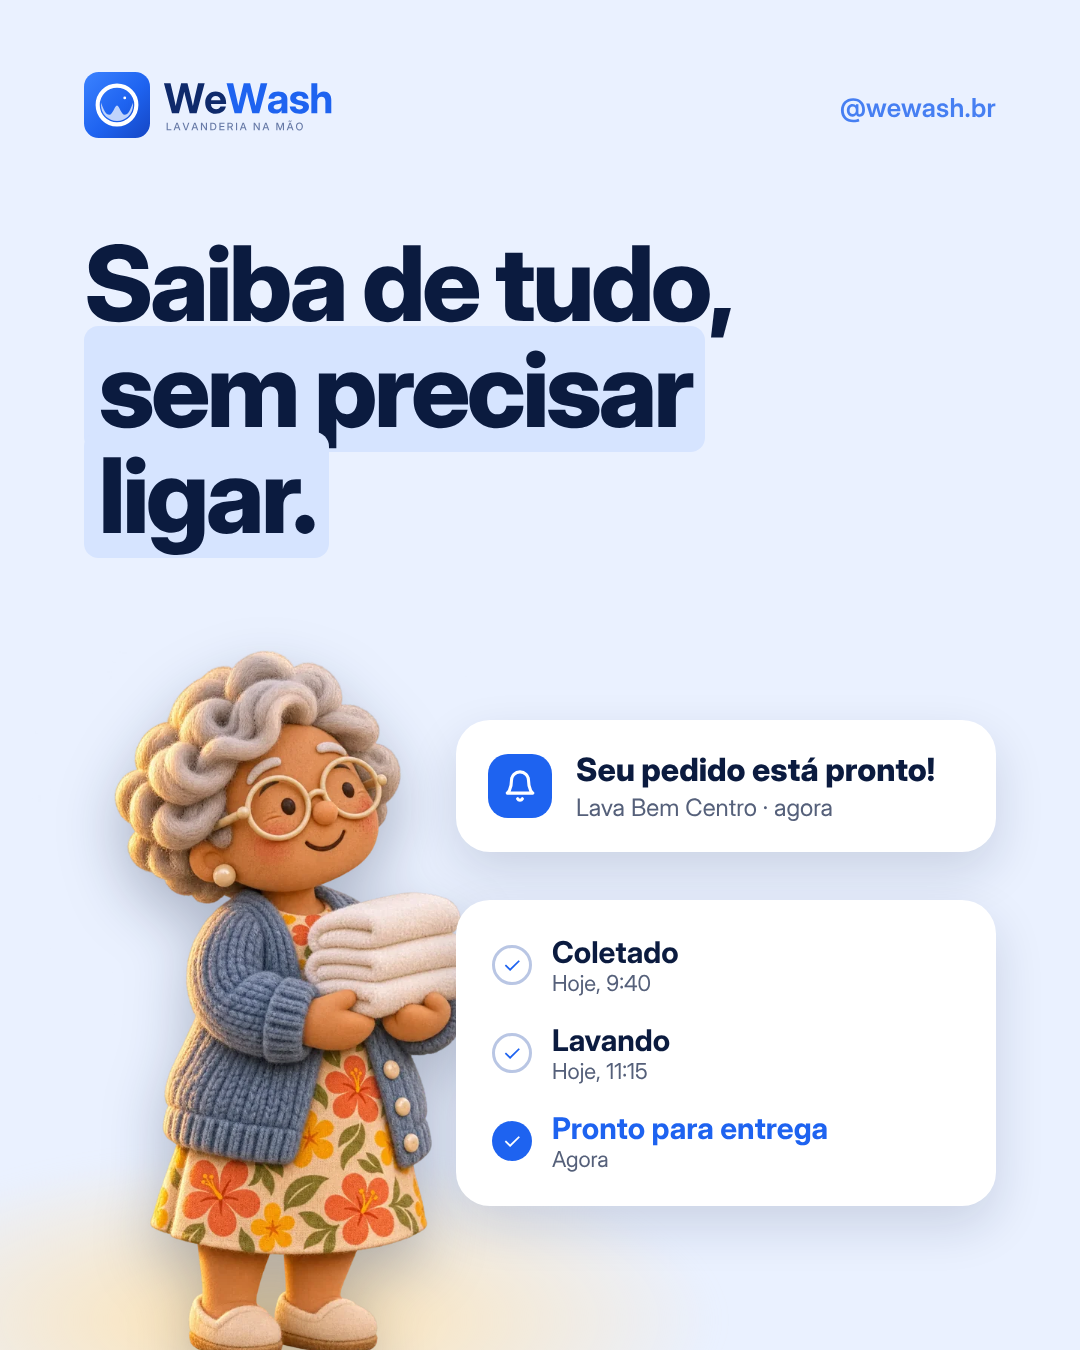 WeWash
LAVANDERIA NA MÃO
@wewash.br
Saiba de tudo,
sem precisar
ligar.
Seu pedido está pronto!
Lava Bem Centro · agora
Coletado
Hoje, 9:40
Lavando
Hoje, 11:15
Pronto para entrega
Agora